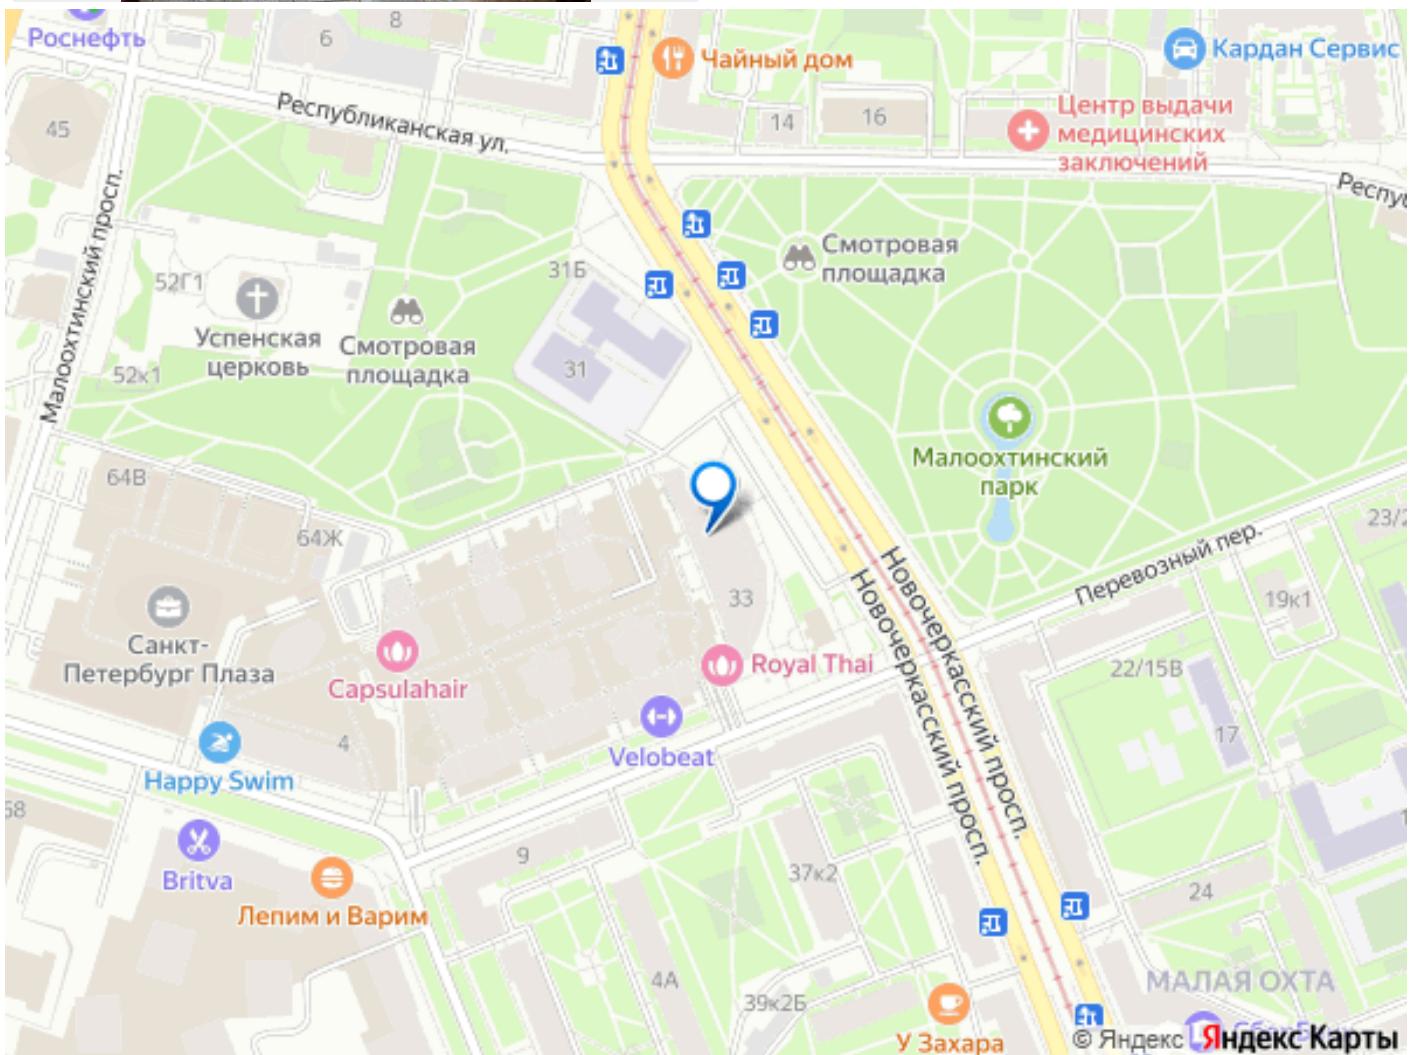 Роснефть
6
8
Чайный дом
Кардан Сервис
45
Республиканская ул.
14
16
Центр выдачи
медицинских
заключений
Респу
Малоохтинский просп.
52Г1
Успенская
церковь
Смотровая
площадка
31Б
31
Смотровая
площадка
52к1
Малоохтинский
парк
64В
64Ж
23/2
Перевозный пер.
19к1
33
Новочеркасский просп.
Новочеркасский просп.
Санкт-
Петербург Плаза
Capsulahair
Royal Thai
22/15В
17
Velobeat
4
Happy Swim
Britva
9
37к2
24
Лепим и Варим
4А
39к2Б
МАЛАЯ ОХТА
У Захара
© Яндекс Яндекс Карты